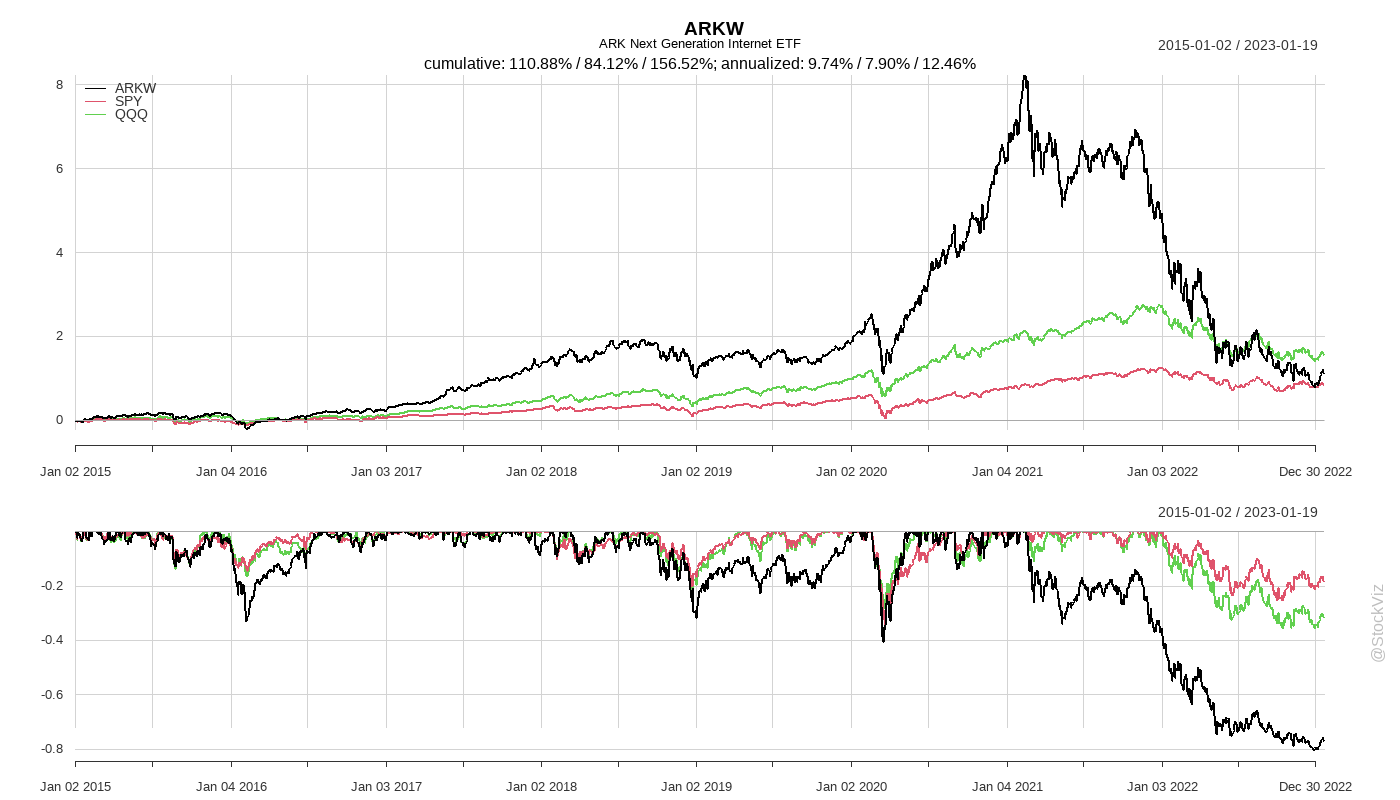 ARKW
ARK Next Generation Internet ETF
2015-01-02 / 2023-01-19
cumulative: 110.88% / 84.12% / 156.52%; annualized: 9.74% / 7.90% / 12.46%
ARKW
SPY
QQQ
8
6
4
2
0
Jan 02 2015 Jan 04 2016 Jan 03 2017 Jan 02 2018 Jan 02 2019 Jan 02 2020 Jan 04 2021 Jan 03 2022 Dec 30 2022
2015-01-02 / 2023-01-19
-0.2
-0.4
-0.6
-0.8
Jan 02 2015 Jan 04 2016 Jan 03 2017 Jan 02 2018 Jan 02 2019 Jan 02 2020 Jan 04 2021 Jan 03 2022 Dec 30 2022
@StockViz